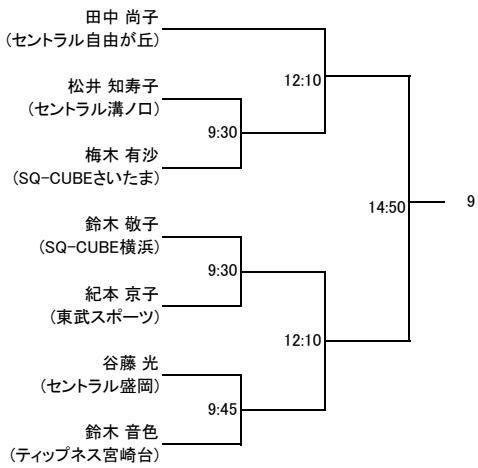 田中 尚子
(セントラル自由が丘)
12:10
松井 知寿子
(セントラル溝ノ口)
9:30
梅木 有沙
(SQ-CUBEさいたま)
14:50
9
鈴木 敬子
(SQ-CUBE横浜)
9:30
紀本 京子
(東武スポーツ)
12:10
谷藤 光
(セントラル盛岡)
9:45
鈴木 音色
(ティップネス宮崎台)